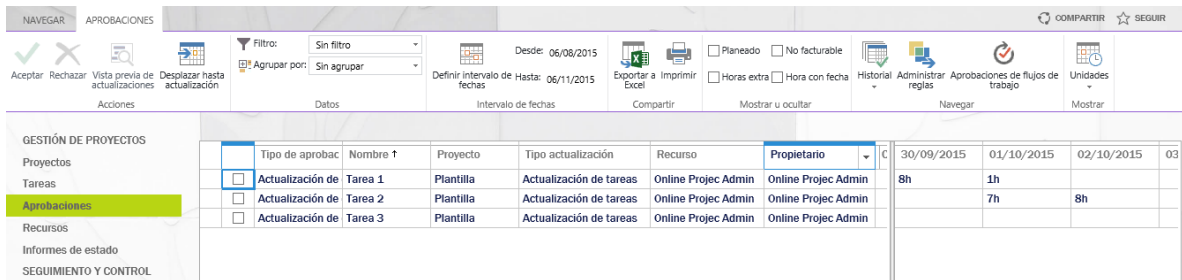 NAVEGAR APROBACIONES COMPARTIR SEGUIR
Aceptar Rechazar Vista previa de actualizaciones Desplazar hasta actualización
Acciones
Filtro: Sin filtro
Agrupar por: Sin agrupar
Datos
Definir intervalo de fechas
Desde: 06/08/2015
Hasta: 06/11/2015
Intervalo de fechas
Exportar a Excel Imprimir
Compartir
Planeado No facturable
Horas extra Hora con fecha
Mostrar u ocultar
Historial Administrar reglas Aprobaciones de flujos de trabajo
Navegar
Unidades
Mostrar
GESTIÓN DE PROYECTOS
Proyectos
Tareas
Aprobaciones
Recursos
Informes de estado
SEGUIMIENTO Y CONTROL
Tipo de aprobac Nombre ↑ Proyecto Tipo actualización Recurso Propietario 30/09/2015 01/10/2015 02/10/2015 03
Actualización de Tarea 1 Plantilla Actualización de tareas Online Projec Admin Online Projec Admin 8h 1h
Actualización de Tarea 2 Plantilla Actualización de tareas Online Projec Admin Online Projec Admin 7h 8h
Actualización de Tarea 3 Plantilla Actualización de tareas Online Projec Admin Online Projec Admin